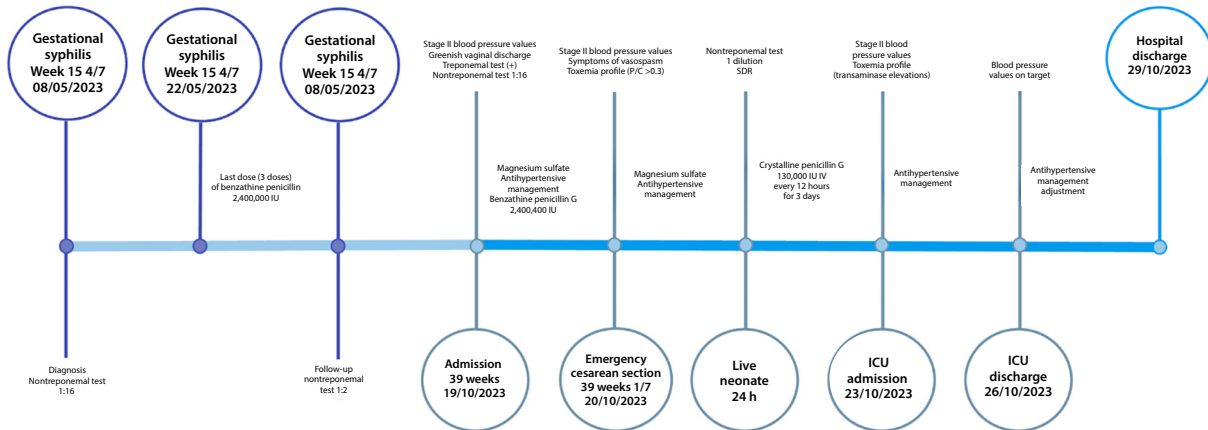 Gestational
syphilis
Week 15 4/7
08/05/2023
Diagnosis
Nontreponemal test
1:16
Gestational
syphilis
Week 15 4/7
22/05/2023
Last dose (3 doses)
of benzathine penicillin
2,400,000 IU
Gestational
syphilis
Week 15 4/7
08/05/2023
Follow-up
nontreponemal
test 1:2
Stage II blood pressure values
Greenish vaginal discharge
Treponemal test (+)
Nontreponemal test 1:16
Magnesium sulfate
Antihypertensive
management
Benzathine penicillin G
2,400,400 IU
Admission
39 weeks
19/10/2023
Stage II blood pressure values
Symptoms of vasospasm
Toxemia profile (P/C >0.3)
Magnesium sulfate
Antihypertensive
management
Emergency
cesarean section
39 weeks 1/7
20/10/2023
Nontreponemal test
1 dilution
SDR
Crystalline penicillin G
130,000 IU IV
every 12 hours
for 3 days
Live
neonate
24 h
Stage II blood
pressure values
Toxemia profile
(transaminase elevations)
Antihypertensive
management
ICU
admission
23/10/2023
Blood pressure
values on target
Antihypertensive
management
adjustment
ICU
discharge
26/10/2023
Hospital
discharge
29/10/2023